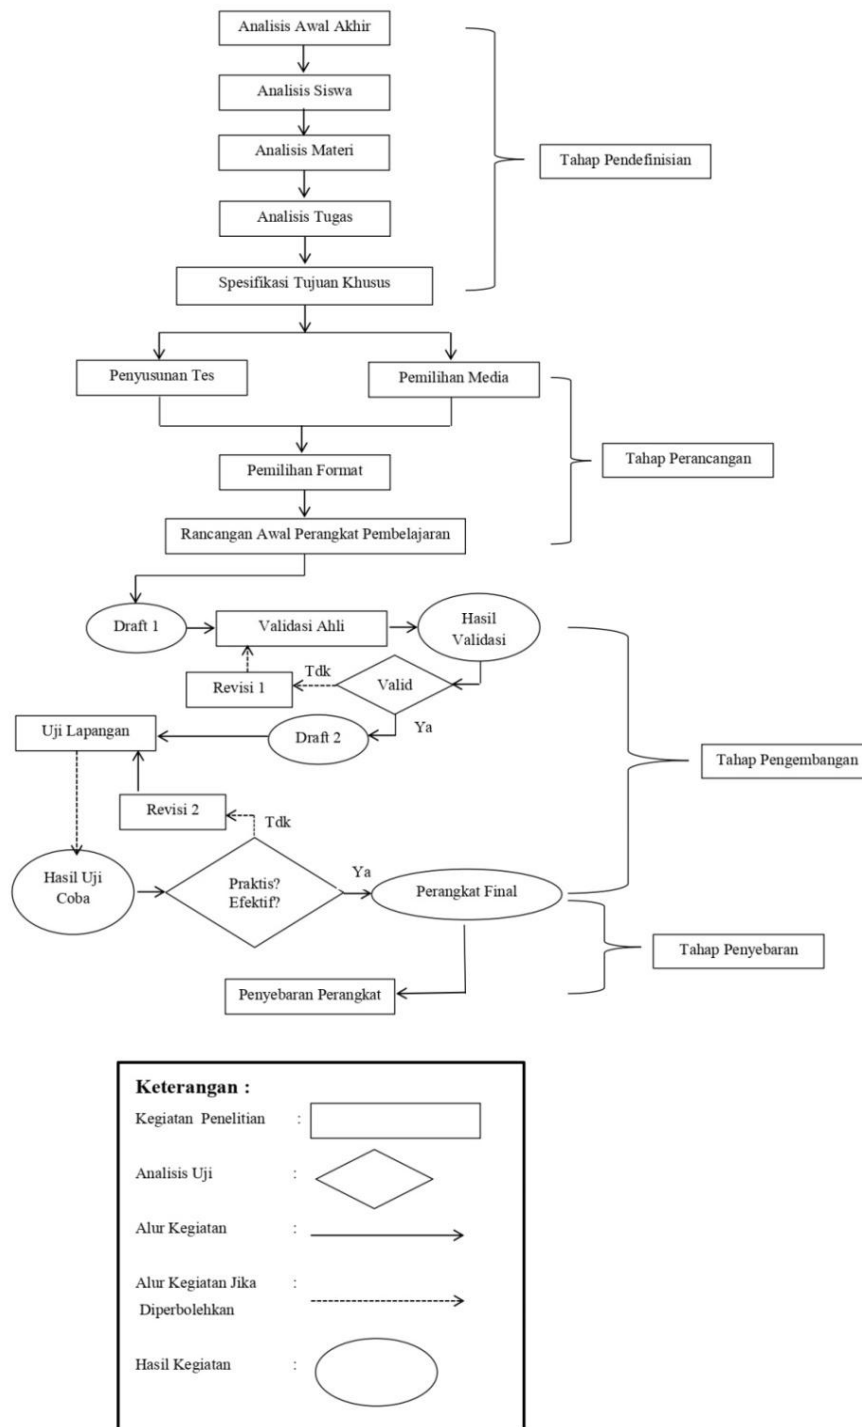 Analisis Awal Akhir
Analisis Siswa
Analisis Materi
Tahap Pendefinisian
Analisis Tugas
Spesifikasi Tujuan Khusus
Penyusunan Tes
Pemilihan Media
Pemilihan Format
Tahap Perancangan
Rancangan Awal Perangkat Pembelajaran
Draft 1
Validasi Ahli
Hasil
Validasi
Tdk
Revisi 1
Valid
Ya
Uji Lapangan
Draft 2
Tahap Pengembangan
Revisi 2
Tdk
Hasil Uji
Coba
Praktis?
Efektif?
Ya
Perangkat Final
Tahap Penyebaran
Penyebaran Perangkat
Keterangan :
Kegiatan Penelitian :
Analisis Uji :
Alur Kegiatan :
Alur Kegiatan Jika :
Diperbolehkan
Hasil Kegiatan :